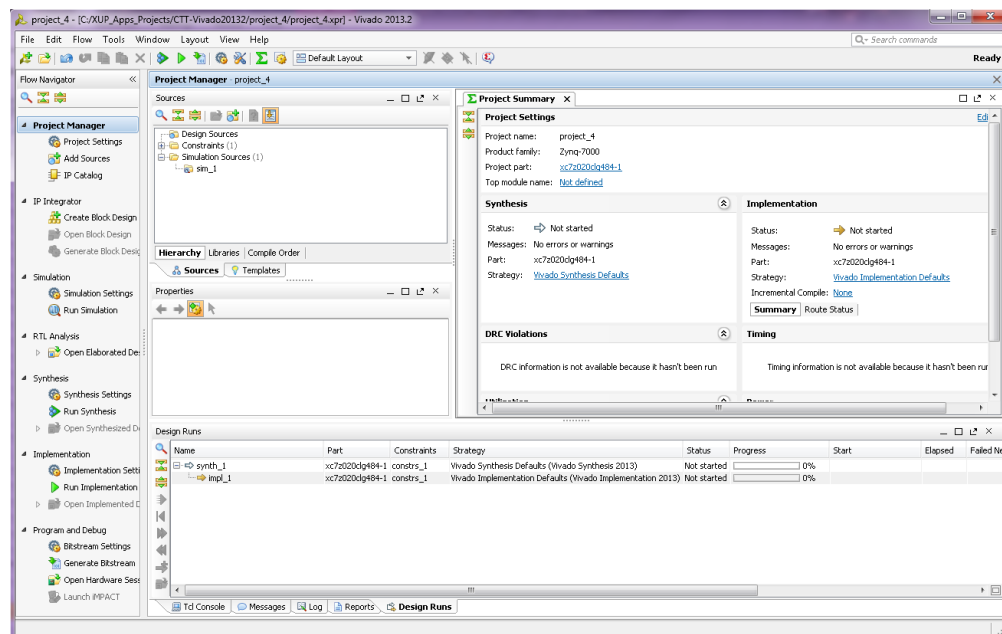 project_4 - [C:/XUP_Apps_Projects/CTT-Vivado20132/project_4/project_4.xpr] - Vivado 2013.2
File Edit Flow Tools Window Layout View Help
Search commands
Default Layout
Ready
Flow Navigator
Project Manager
Project Settings
Add Sources
IP Catalog
IP Integrator
Create Block Design
Open Block Design
Generate Block Desig
Simulation
Simulation Settings
Run Simulation
RTL Analysis
Open Elaborated De
Synthesis
Synthesis Settings
Run Synthesis
Open Synthesized D
Implementation
Implementation Setti
Run Implementation
Open Implemented D
Program and Debug
Bitstream Settings
Generate Bitstream
Open Hardware Sess
Launch iMPACT
Project Manager - project_4
Sources
Design Sources
Constraints (1)
Simulation Sources (1)
sim_1
Hierarchy Libraries Compile Order
Sources Templates
Properties
Project Summary
Project Settings Edi
Project name: project_4
Product family: Zynq-7000
Project part: xc7z020clg484-1
Top module name: Not defined
Synthesis
Status: Not started
Messages: No errors or warnings
Part: xc7z020clg484-1
Strategy: Vivado Synthesis Defaults
Implementation
Status: Not started
Messages: No errors or warnings
Part: xc7z020clg484-1
Strategy: Vivado Implementation Defaults
Incremental Compile: None
Summary Route Status
DRC Violations
DRC information is not available because it hasn't been run
Timing
Timing information is not available because it hasn't been rur
Design Runs
Name Part Constraints Strategy Status Progress Start Elapsed Failed Ne
synth_1 xc7z020clg484-1 constrs_1 Vivado Synthesis Defaults (Vivado Synthesis 2013) Not started 0%
impl_1 xc7z020clg484-1 constrs_1 Vivado Implementation Defaults (Vivado Implementation 2013) Not started 0%
Tcl Console Messages Log Reports Design Runs